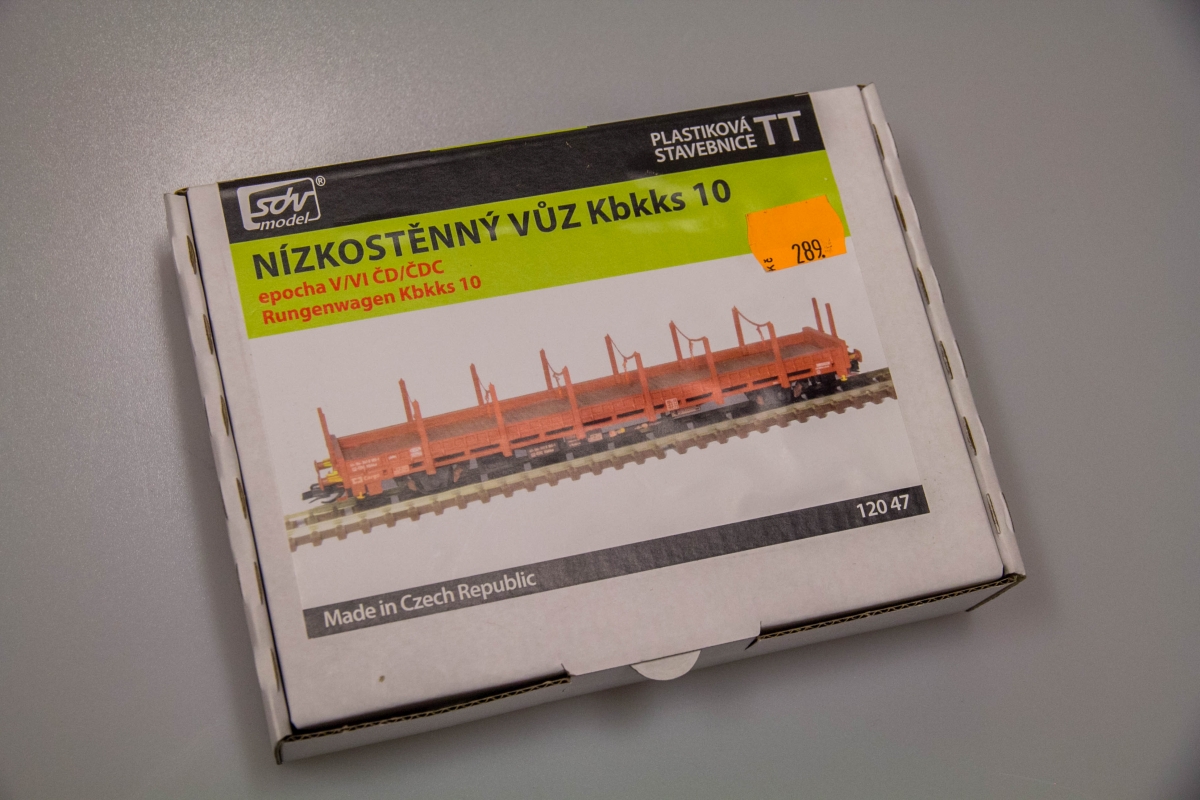 sdv
model
®
PLASTIKOVÁ
STAVEBNICE
TT
NÍZKOSTĚNNÝ VŮZ Kbkks 10
epocha V/VI ČD/ČDC
Rungenwagen Kbkks 10
Kč
289.
120 47
Made in Czech Republic